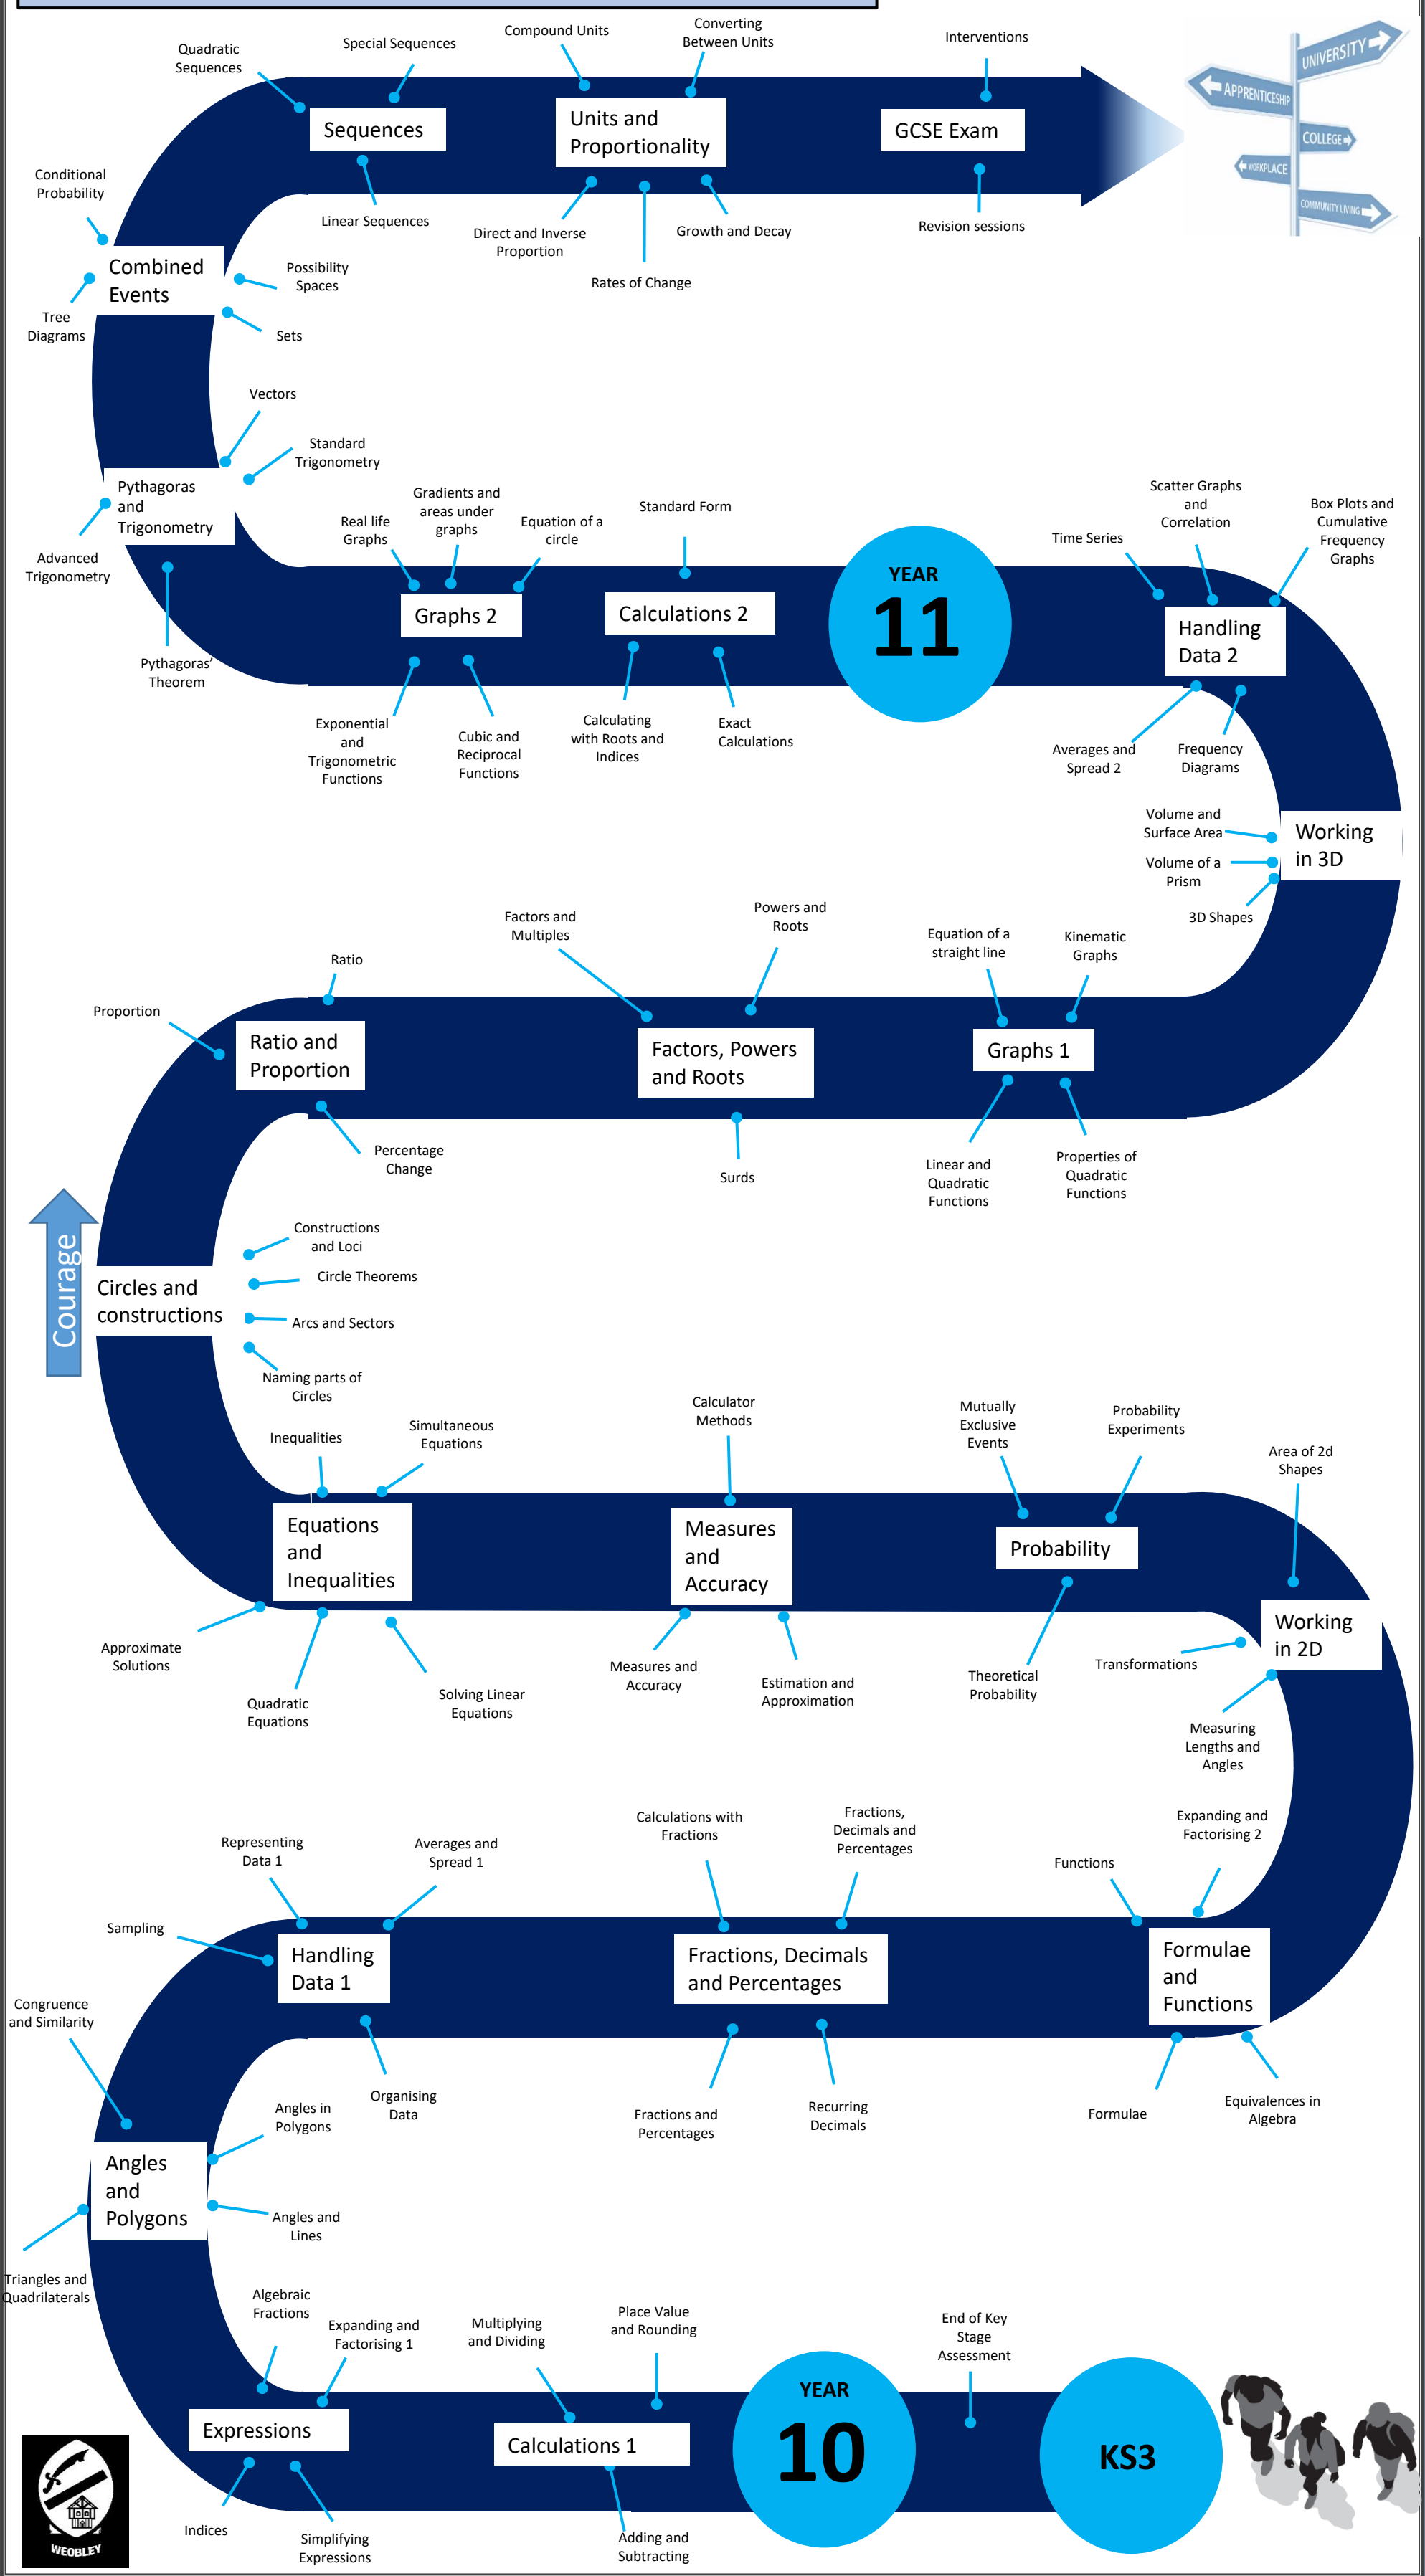 Quadratic
Sequences
Special Sequences
Compound Units
Converting
Between Units
Interventions
UNIVERSITY
APPRENTICESHIP
COLLEGE
WORKPLACE
COMMUNITY LIVING
Sequences
Units and
Proportionality
GCSE Exam
Linear Sequences
Direct and Inverse
Proportion
Rates of Change
Growth and Decay
Revision sessions
Conditional
Probability
Combined
Events
Possibility
Spaces
Tree
Diagrams
Sets
Vectors
Standard
Trigonometry
Pythagoras
and
Trigonometry
Advanced
Trigonometry
Pythagoras’
Theorem
Real life
Graphs
Gradients and
areas under
graphs
Equation of a
circle
Standard Form
Graphs 2
Calculations 2
YEAR
11
Exponential
and
Trigonometric
Functions
Cubic and
Reciprocal
Functions
Calculating
with Roots and
Indices
Exact
Calculations
Time Series
Scatter Graphs
and
Correlation
Box Plots and
Cumulative
Frequency
Graphs
Handling
Data 2
Averages and
Spread 2
Frequency
Diagrams
Volume and
Surface Area
Volume of a
Prism
3D Shapes
Working
in 3D
Proportion
Ratio
Factors and
Multiples
Powers and
Roots
Equation of a
straight line
Kinematic
Graphs
Ratio and
Proportion
Factors, Powers
and Roots
Graphs 1
Percentage
Change
Surds
Linear and
Quadratic
Functions
Properties of
Quadratic
Functions
Courage
Circles and
constructions
Constructions
and Loci
Circle Theorems
Arcs and Sectors
Naming parts of
Circles
Inequalities
Simultaneous
Equations
Calculator
Methods
Mutually
Exclusive
Events
Probability
Experiments
Area of 2d
Shapes
Equations
and
Inequalities
Measures
and
Accuracy
Probability
Working
in 2D
Approximate
Solutions
Quadratic
Equations
Solving Linear
Equations
Measures and
Accuracy
Estimation and
Approximation
Theoretical
Probability
Transformations
Measuring
Lengths and
Angles
Sampling
Representing
Data 1
Averages and
Spread 1
Calculations with
Fractions
Fractions,
Decimals and
Percentages
Functions
Expanding and
Factorising 2
Handling
Data 1
Fractions, Decimals
and Percentages
Formulae
and
Functions
Organising
Data
Fractions and
Percentages
Recurring
Decimals
Formulae
Equivalences in
Algebra
Congruence
and Similarity
Angles in
Polygons
Angles
and
Polygons
Angles and
Lines
Triangles and
Quadrilaterals
Algebraic
Fractions
Expanding and
Factorising 1
Multiplying
and Dividing
Place Value
and Rounding
End of Key
Stage
Assessment
Expressions
Calculations 1
YEAR
10
KS3
Indices
Simplifying
Expressions
Adding and
Subtracting
WEOBLEY